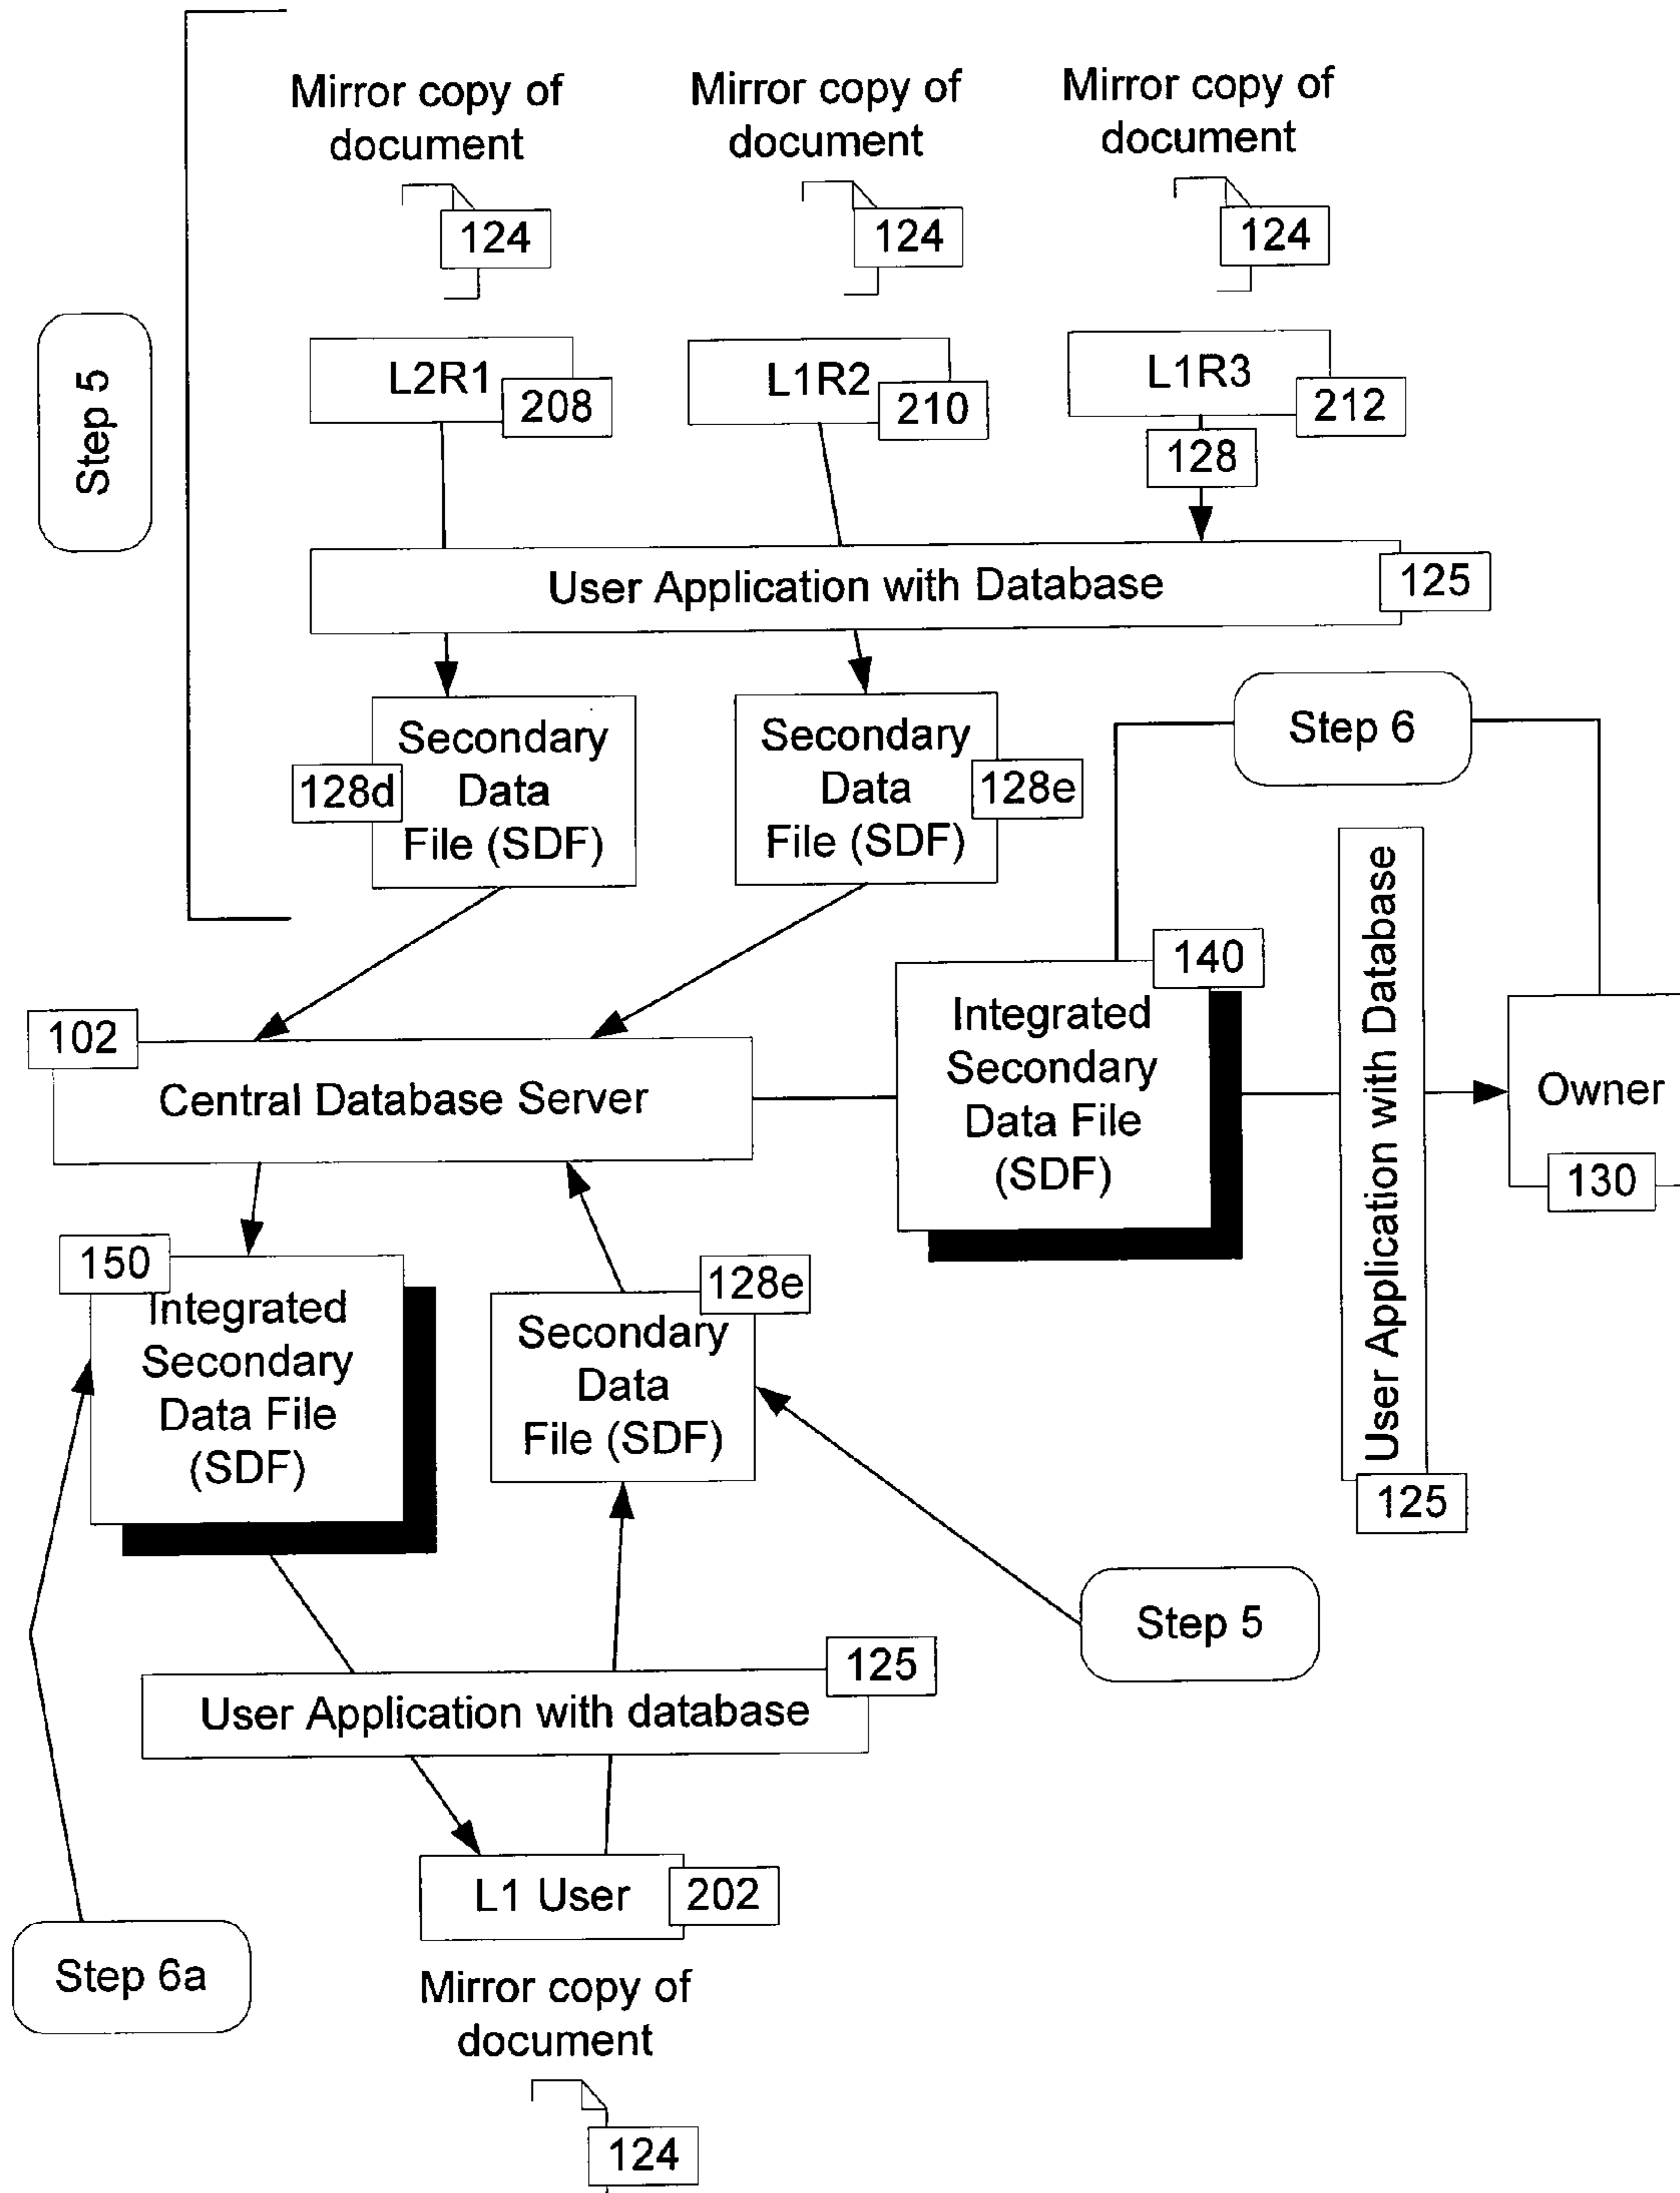 Mirror copy of
document
124
Mirror copy of
document
124
Mirror copy of
document
124
Step 5
L2R1
208
L1R2
210
L1R3
212
128
User Application with Database
125
Secondary
Data
File (SDF)
128d
Secondary
Data
File (SDF)
128e
Step 6
102
Central Database Server
140
Integrated
Secondary
Data File
(SDF)
User Application with Database
125
Owner
130
150
Integrated
Secondary
Data File
(SDF)
128e
Secondary
Data
File (SDF)
Step 5
125
User Application with database
L1 User
202
Step 6a
Mirror copy of
document
124